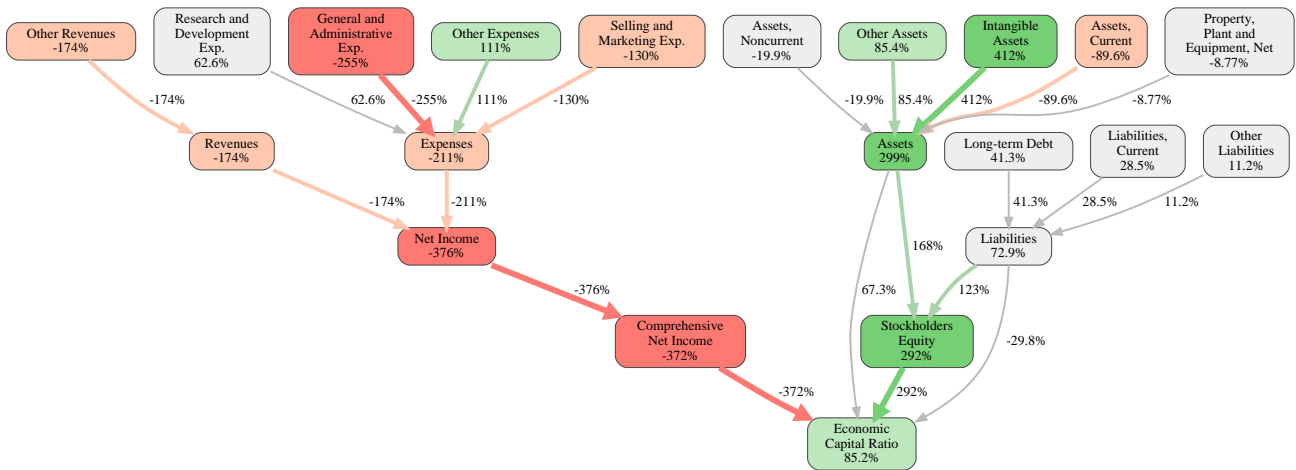 Other Revenues
-174%
Research and
Development
Exp.
62.6%
General and
Administrative
Exp.
-255%
Other Expenses
111%
Selling and
Marketing Exp.
-130%
Assets,
Noncurrent
-19.9%
Other Assets
85.4%
Intangible
Assets
412%
Assets,
Current
-89.6%
Property,
Plant and
Equipment, Net
-8.77%
-174%
62.6%
-255%
111%
-130%
-19.9%
85.4%
412%
-89.6%
-8.77%
Revenues
-174%
Expenses
-211%
Assets
299%
Long-term Debt
41.3%
Liabilities,
Current
28.5%
Other
Liabilities
11.2%
-174%
-211%
41.3%
28.5%
11.2%
Net Income
-376%
168%
Liabilities
72.9%
-376%
67.3%
123%
Comprehensive
Net Income
-372%
Stockholders
Equity
292%
-29.8%
-372%
292%
Economic
Capital Ratio
85.2%